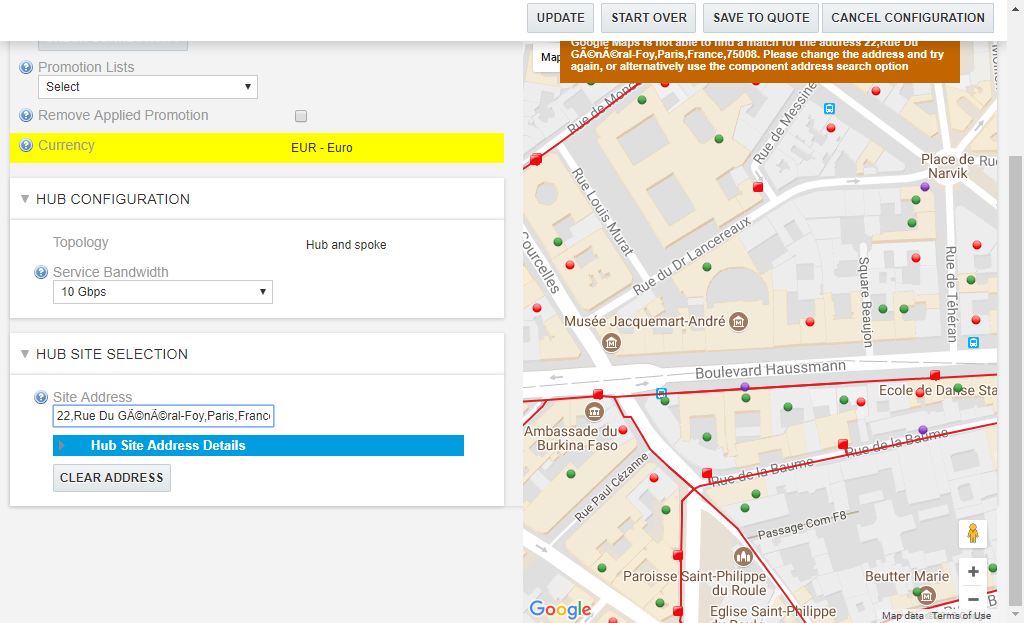 UPDATE
START OVER
SAVE TO QUOTE
CANCEL CONFIGURATION
Promotion Lists
Select
Remove Applied Promotion
Currency
EUR - Euro
HUB CONFIGURATION
Topology
Hub and spoke
Service Bandwidth
10 Gbps
HUB SITE SELECTION
Site Address
22,Rue Du GÃ©nÃ©ral-Foy,Paris,France
Hub Site Address Details
CLEAR ADDRESS
Map
Google Maps is not able to find a match for the address 22,Rue Du
GÃ©nÃ©ral-Foy,Paris,France,75008. Please change the address and try
again, or alternatively use the component address search option
Rue de Messine
Place de
Narvik
Rue Louis Murat
Courcelles
Rue du Dr Lancereaux
Square Beaujon
Rue de Téhéran
Musée Jacquemart-André
Boulevard Haussmann
Ecole de Danse Sta
Ambassade du
Burkina Faso
Rue de la Baume
Rue de la Baume
Rue Paul Cézanne
Passage Com F8
Paroisse Saint-Philippe
du Roule
Beutter Marie
Eglise Saint-Philippe
du Roule
Google
Map data
Terms of Use